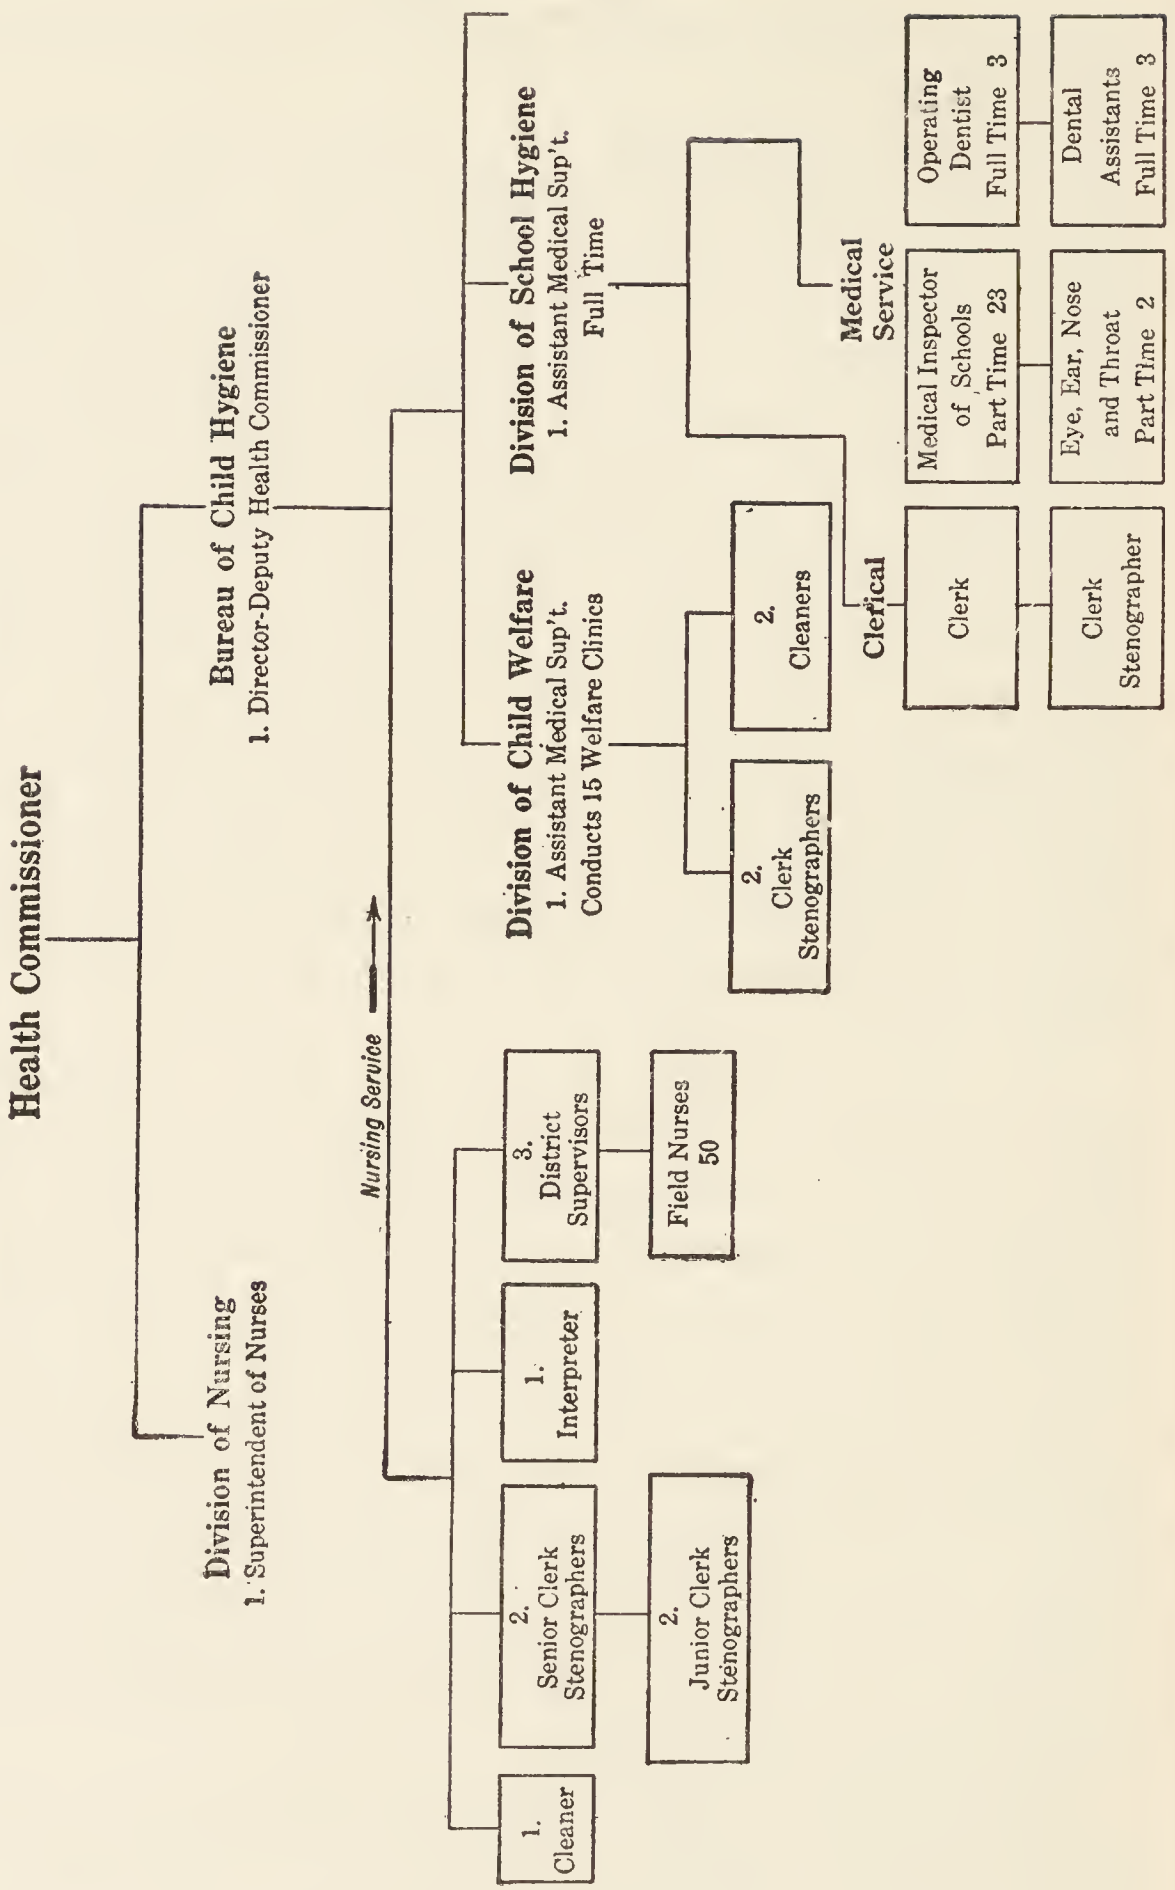 Health Commissioner
Division of Nursing
1. Superintendent of Nurses
Bureau of Child Hygiene
1. Director-Deputy Health Commissioner
Nursing Service
1.
Cleaner
2.
Senior Clerk
Stenographers
2.
Junior Clerk
Stenographers
1.
Interpreter
3.
District
Supervisors
Field Nurses
50
Division of Child Welfare
1. Assistant Medical Sup't.
Conducts 15 Welfare Clinics
2.
Clerk
Stenographers
2.
Cleaners
Division of School Hygiene
1. Assistant Medical Sup't.
Full Time
Clerical
Clerk
Clerk
Stenographer
Medical
Service
Medical Inspector
of Schools
Part Time 23
Eye, Ear, Nose
and Throat
Part Time 2
Operating
Dentist
Full Time 3
Dental
Assistants
Full Time 3